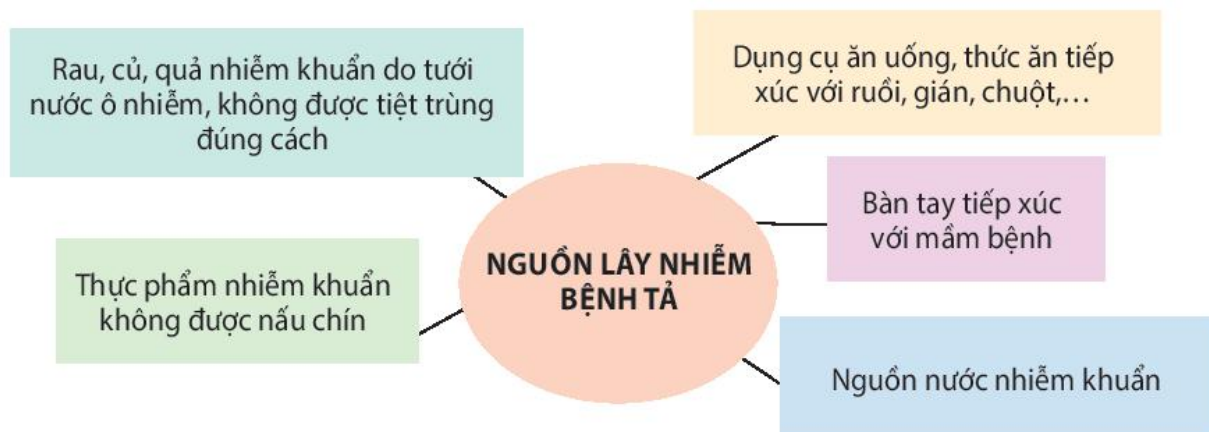 Rau, củ, quả nhiễm khuẩn do tưới
nước ô nhiễm, không được tiệt trùng
đúng cách
Dụng cụ ăn uống, thức ăn tiếp
xúc với ruồi, gián, chuột,...
Bàn tay tiếp xúc
với mầm bệnh
NGUỒN LÂY NHIỄM
BỆNH TẢ
Thực phẩm nhiễm khuẩn
không được nấu chín
Nguồn nước nhiễm khuẩn